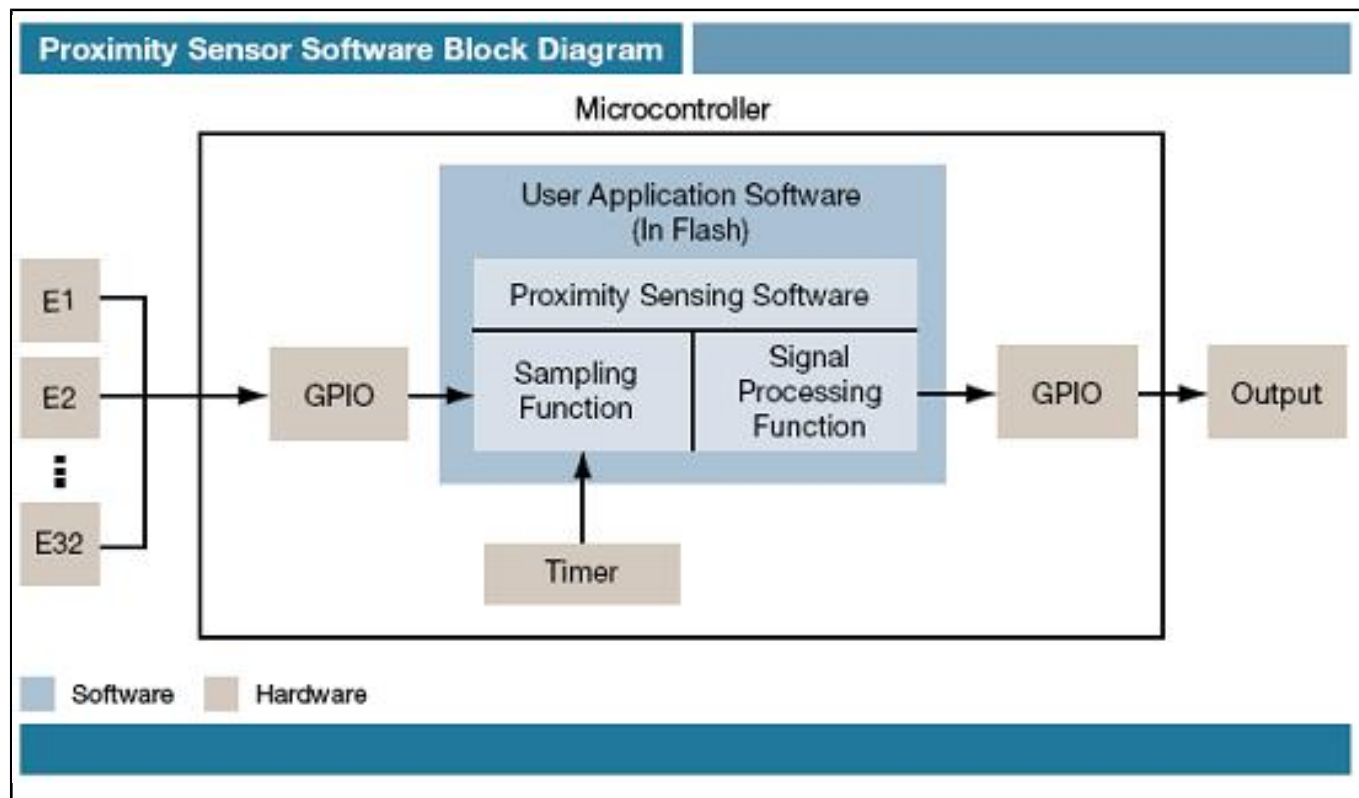 Proximity Sensor Software Block Diagram
Microcontroller
User Application Software
(In Flash)
Proximity Sensing Software
E1
E2
E32
GPIO
Sampling
Function
Signal
Processing
Function
GPIO
Output
Timer
Software
Hardware